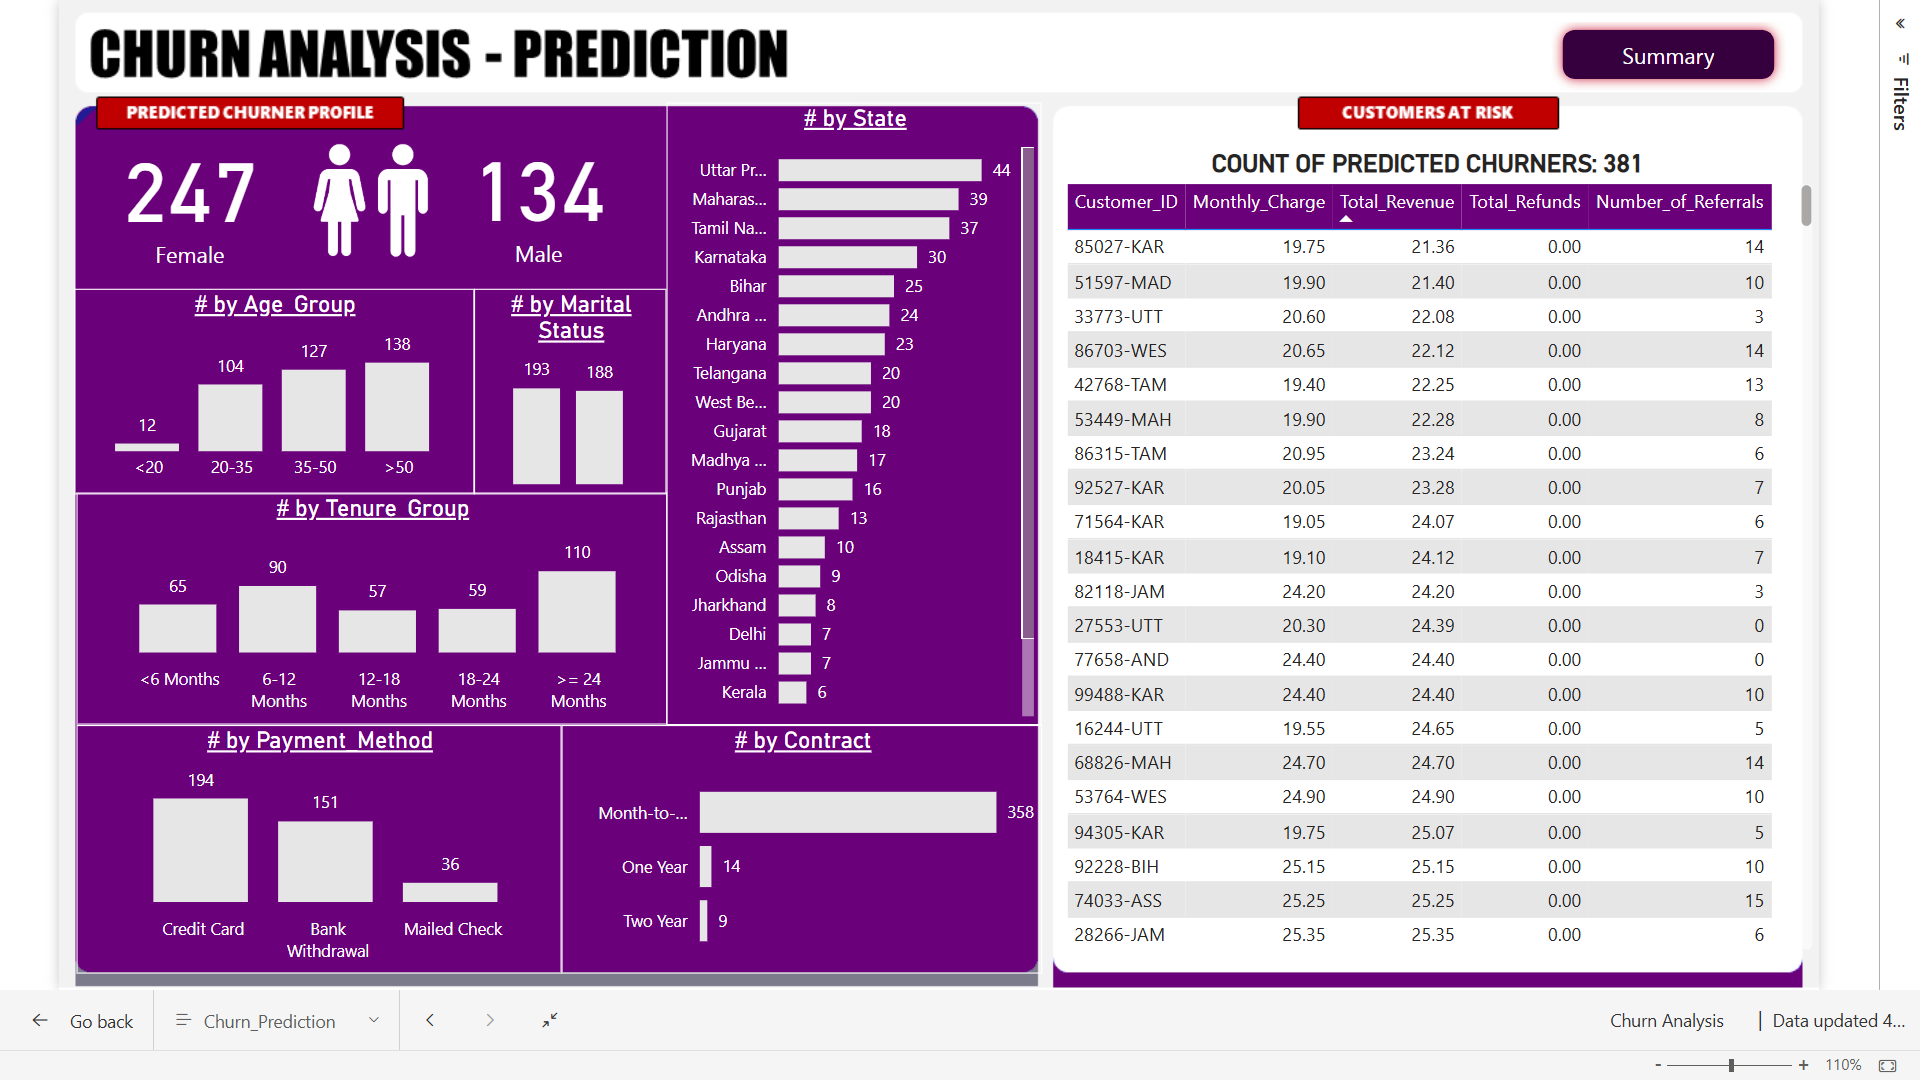 CHURN ANALYSIS - PREDICTION
Summary
«
Filters
PREDICTED CHURNER PROFILE
247
Female
134
Male
# by Age_Group
12
104
127
138
<20
20-35
35-50
>50
# by Marital
Status
193
188
# by Tenure_Group
65
90
57
59
110
<6 Months
6-12
Months
12-18
Months
18-24
Months
>= 24
Months
# by State
Uttar Pr... 44
Maharas... 39
Tamil Na... 37
Karnataka 30
Bihar 25
Andhra ... 24
Haryana 23
Telangana 20
West Be... 20
Gujarat 18
Madhya ... 17
Punjab 16
Rajasthan 13
Assam 10
Odisha 9
Jharkhand 8
Delhi 7
Jammu ... 7
Kerala 6
# by Payment_Method
194
151
36
Credit Card
Bank
Withdrawal
Mailed Check
# by Contract
Month-to-... 358
One Year 14
Two Year 9
CUSTOMERS AT RISK
COUNT OF PREDICTED CHURNERS: 381
Customer_ID Monthly_Charge Total_Revenue Total_Refunds Number_of_Referrals
85027-KAR 19.75 21.36 0.00 14
51597-MAD 19.90 21.40 0.00 10
33773-UTT 20.60 22.08 0.00 3
86703-WES 20.65 22.12 0.00 14
42768-TAM 19.40 22.25 0.00 13
53449-MAH 19.90 22.28 0.00 8
86315-TAM 20.95 23.24 0.00 6
92527-KAR 20.05 23.28 0.00 7
71564-KAR 19.05 24.07 0.00 6
18415-KAR 19.10 24.12 0.00 7
82118-JAM 24.20 24.20 0.00 3
27553-UTT 20.30 24.39 0.00 0
77658-AND 24.40 24.40 0.00 0
99488-KAR 24.40 24.40 0.00 10
16244-UTT 19.55 24.65 0.00 5
68826-MAH 24.70 24.70 0.00 14
53764-WES 24.90 24.90 0.00 10
94305-KAR 19.75 25.07 0.00 5
92228-BIH 25.15 25.15 0.00 10
74033-ASS 25.25 25.25 0.00 15
28266-JAM 25.35 25.35 0.00 6
Go back
Churn_Prediction
Churn Analysis | Data updated 4...
- + 110%